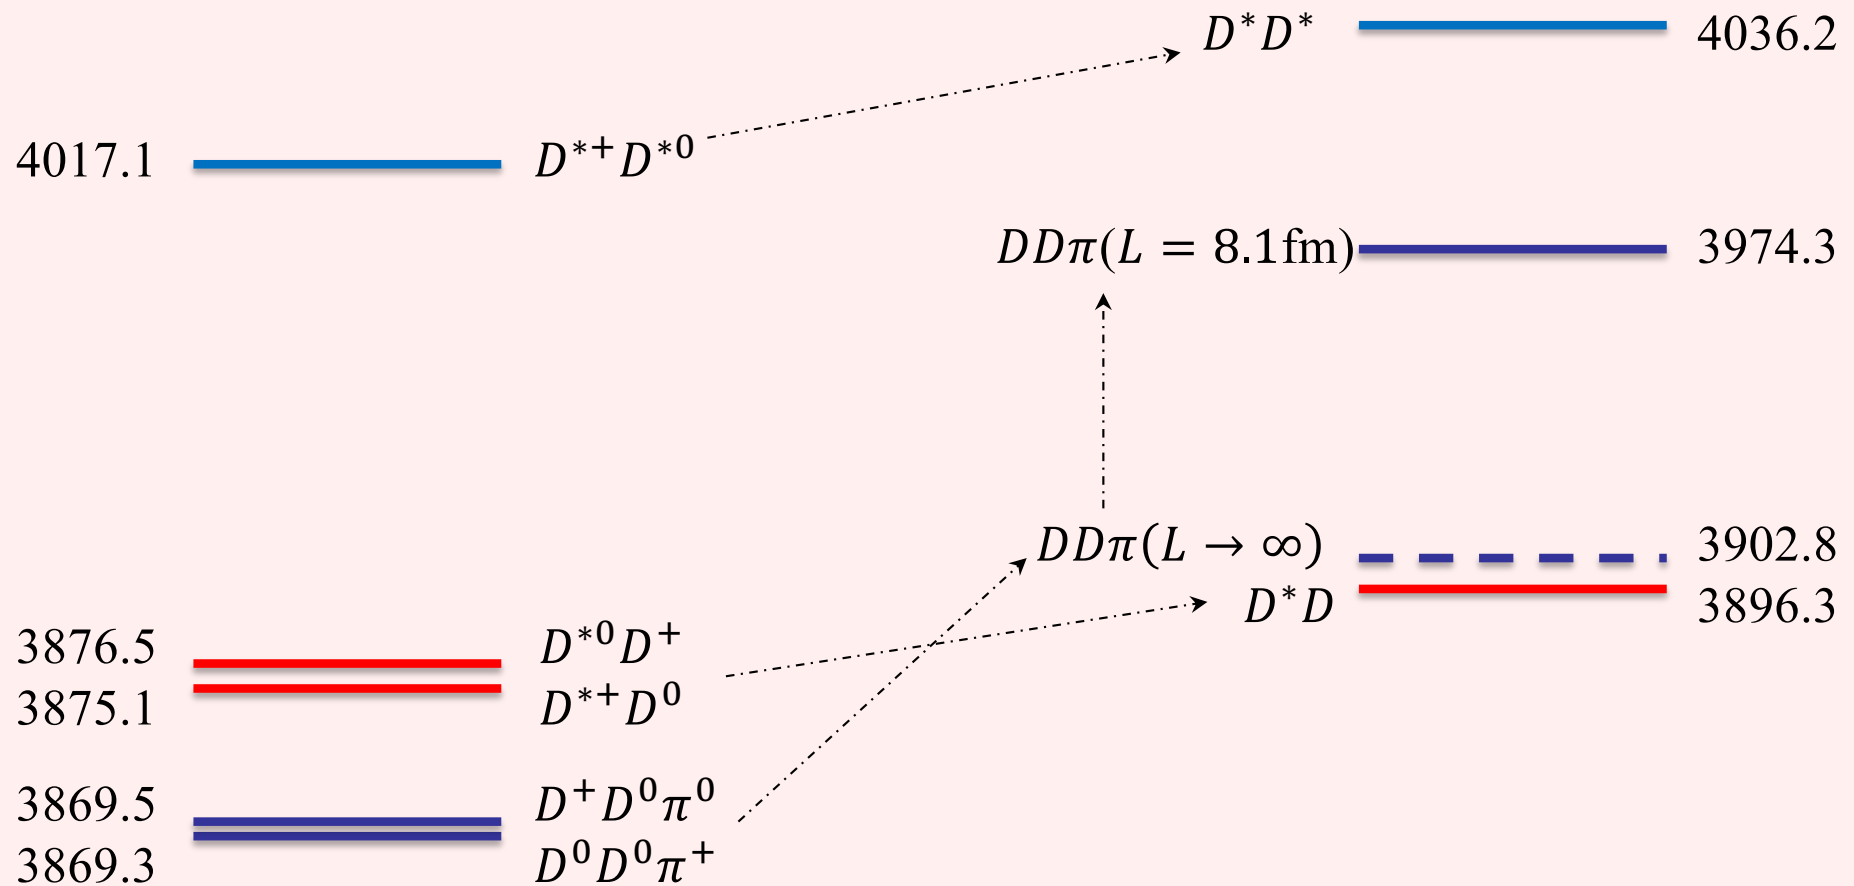 D*D* 4036.2
4017.1 D*⁺D*⁰
DDπ(L = 8.1fm) 3974.3
DDπ(L → ∞) 3902.8
D*D 3896.3
3876.5 D*⁰D⁺
3875.1 D*⁺D⁰
3869.5 D⁺D⁰π⁰
3869.3 D⁰D⁰π⁺